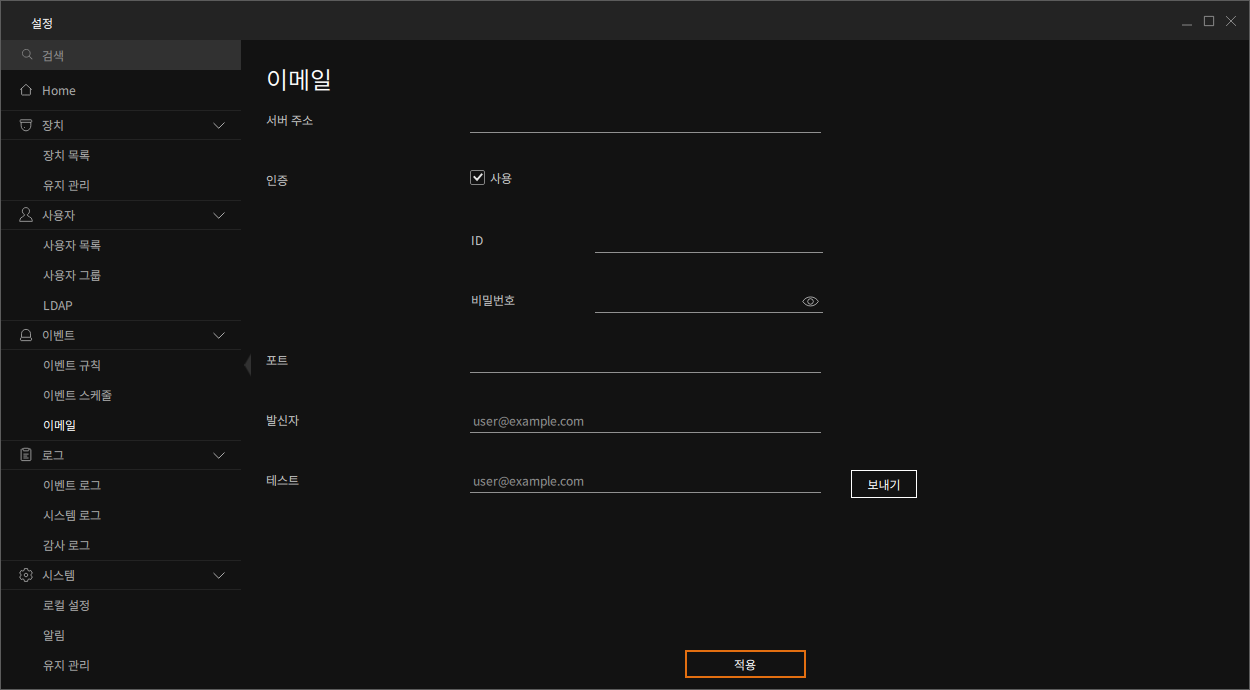 설정
검색
Home
장치
장치 목록
유지 관리
사용자
사용자 목록
사용자 그룹
LDAP
이벤트
이벤트 규칙
이벤트 스케줄
이메일
로그
이벤트 로그
시스템 로그
감사 로그
시스템
로컬 설정
알림
유지 관리
이메일
서버 주소
인증
사용
ID
비밀번호
포트
발신자
user@example.com
테스트
user@example.com
보내기
적용